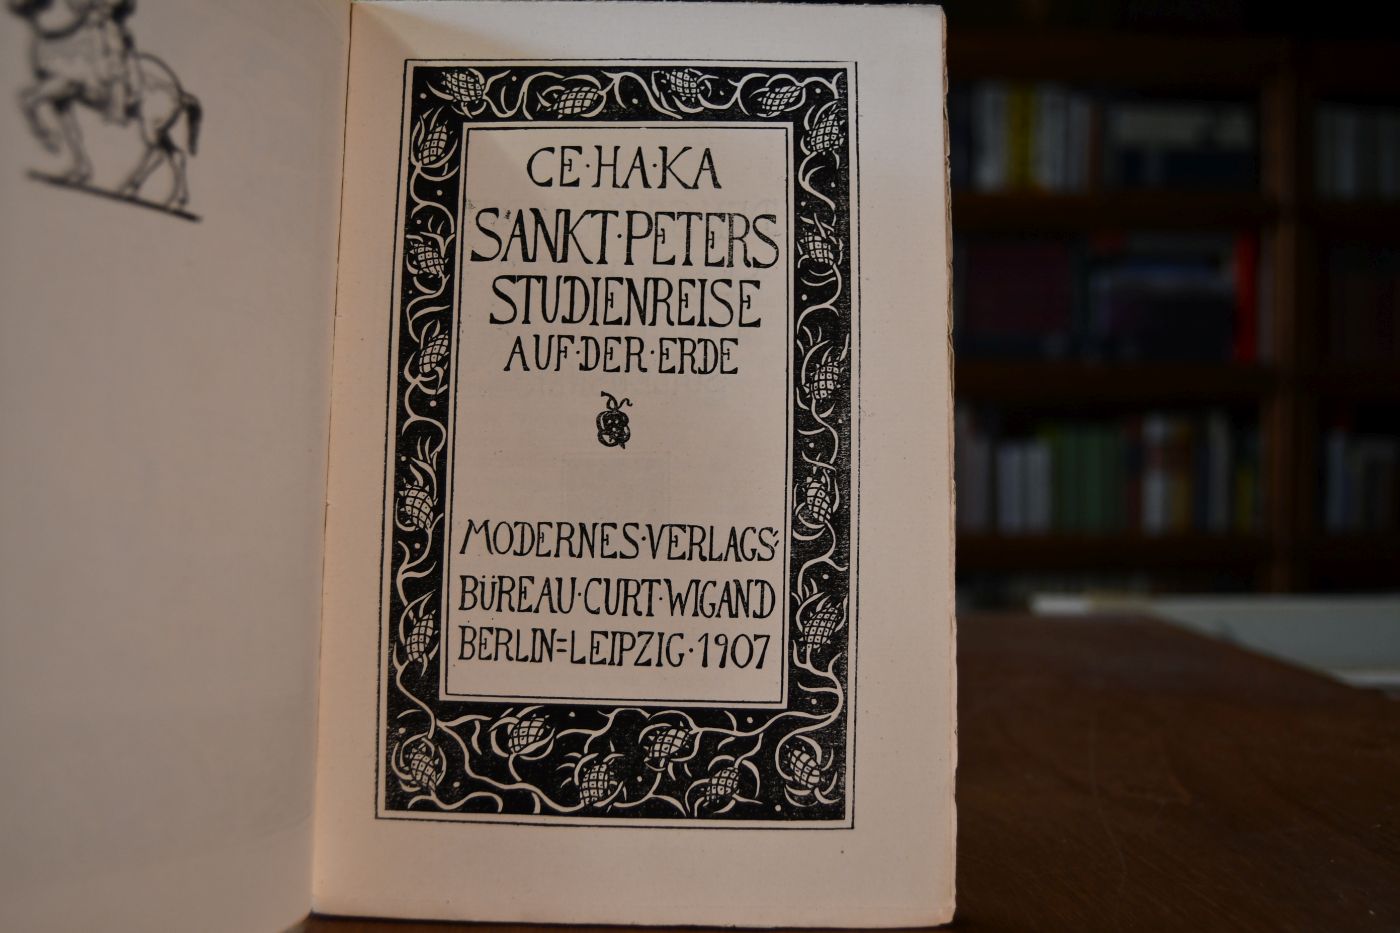 CE·HA·KA
SANKT·PETERS
STUDIENREISE
AUF·DER·ERDE
MODERNES·VERLAGS=
BÜREAU·CURT·WIGAND
BERLIN=LEIPZIG·1907